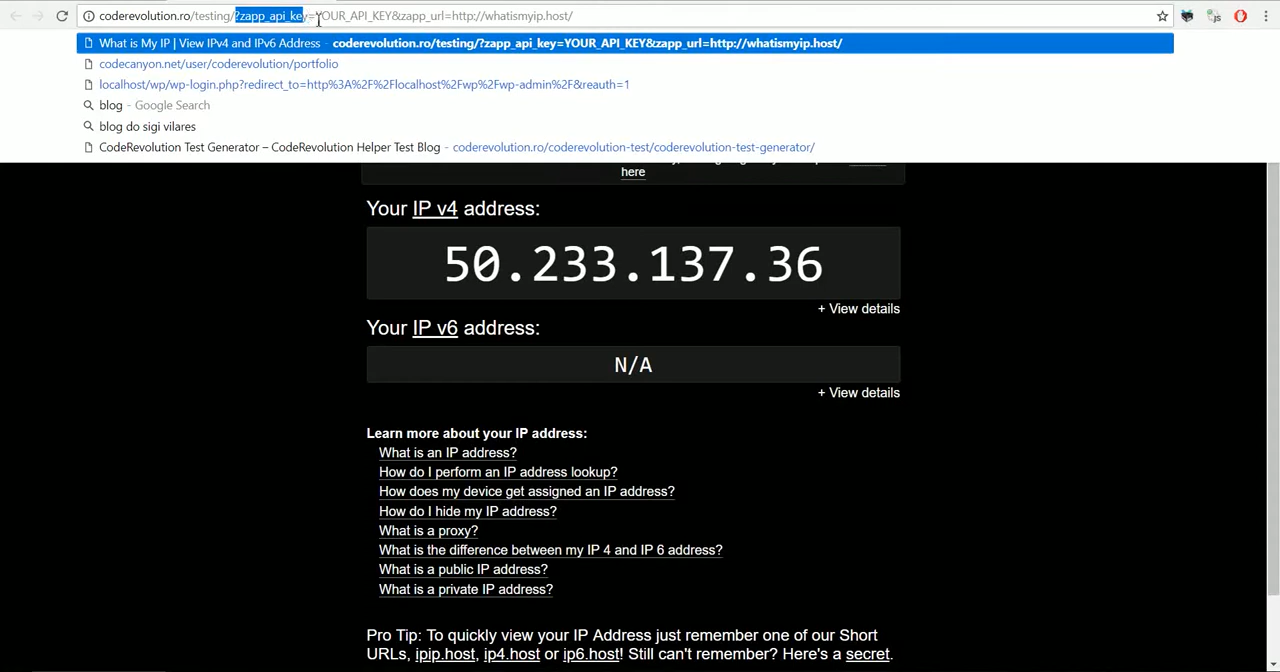 coderevolution.ro/testing/?zapp_api_key=YOUR_API_KEY&zapp_url=http://whatismyip.host/
What is My IP | View IPv4 and IPv6 Address - coderevolution.ro/testing/?zapp_api_key=YOUR_API_KEY&zapp_url=http://whatismyip.host/
codecanyon.net/user/coderevolution/portfolio
localhost/wp/wp-login.php?redirect_to=http%3A%2F%2Flocalhost%2Fwp%2Fwp-admin%2F&reauth=1
blog - Google Search
blog do sigi vilares
CodeRevolution Test Generator – CodeRevolution Helper Test Blog - coderevolution.ro/coderevolution-test/coderevolution-test-generator/
here
Your IP v4 address:
50.233.137.36
+ View details
Your IP v6 address:
N/A
+ View details
Learn more about your IP address:
What is an IP address?
How do I perform an IP address lookup?
How does my device get assigned an IP address?
How do I hide my IP address?
What is a proxy?
What is the difference between my IP 4 and IP 6 address?
What is a public IP address?
What is a private IP address?
Pro Tip: To quickly view your IP Address just remember one of our Short
URLs, ipip.host, ip4.host or ip6.host! Still can't remember? Here's a secret.